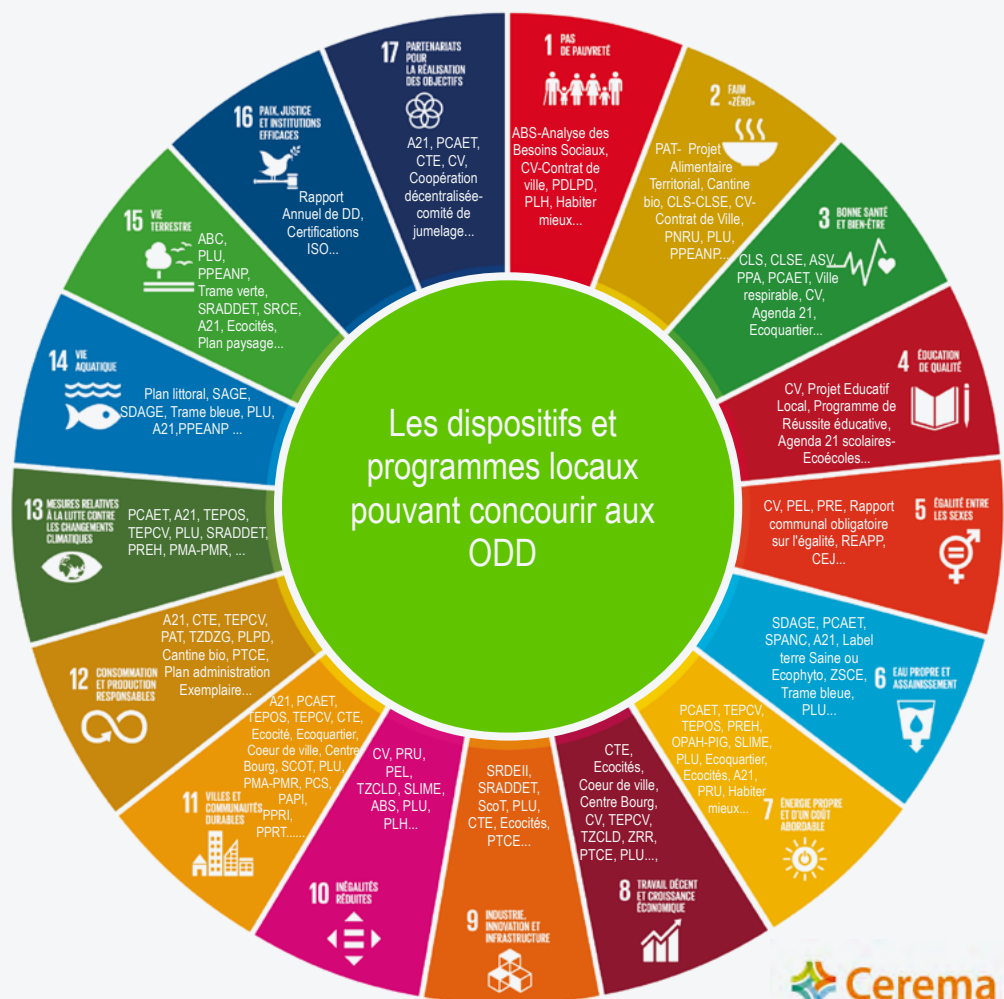 Les dispositifs et
programmes locaux
pouvant concourir aux
ODD
1 PAS
DE PAUVRETÉ
ABS-Analyse des
Besoins Sociaux,
CV-Contrat de
ville, PDLPD,
PLH, Habiter
mieux...
2 FAIM
«ZÉRO»
PAT- Projet
Alimentaire
Territorial, Cantine
bio, CLS-CLSE, CV-
Contrat de Ville,
PNRU, PLU,
PPEANP...
3 BONNE SANTÉ
ET BIEN-ÊTRE
CLS, CLSE, ASV,
PPA, PCAET, Ville
respirable, CV,
Agenda 21,
Ecoquartier...
4 ÉDUCATION
DE QUALITÉ
CV, Projet Educatif
Local, Programme de
Réussite éducative,
Agenda 21 scolaires-
Ecoécoles...
5 ÉGALITÉ ENTRE
LES SEXES
CV, PEL, PRE, Rapport
communal obligatoire
sur l'égalité, REAPP,
CEJ...
6 EAU PROPRE ET
ASSAINISSEMENT
SDAGE, PCAET,
SPANC, A21, Label
terre Saine ou
Ecophyto, ZSCE,
Trame bleue,
PLU...
7 ÉNERGIE PROPRE
ET D'UN COÛT
ABORDABLE
PCAET, TEPCV,
TEPOS, PREH,
OPAH-PIG, SLIME,
PLU, Ecoquartier,
Ecocités, A21,
PRU, Habiter
mieux...
8 TRAVAIL DÉCENT
ET CROISSANCE
ÉCONOMIQUE
CTE,
Ecocités,
Coeur de ville,
Centre Bourg,
CV, TEPCV,
TZCLD, ZRR,
PTCE, PLU...,
9 INDUSTRIE,
INNOVATION ET
INFRASTRUCTURE
SRDEII,
SRADDET,
ScoT, PLU,
CTE, Ecocités,
PTCE...
10 INÉGALITÉS
RÉDUITES
CV, PRU,
PEL,
TZCLD, SLIME,
ABS, PLU,
PLH...
11 VILLES ET
COMMUNAUTÉS
DURABLES
A21, PCAET,
TEPOS, TEPCV, CTE,
Ecocité, Ecoquartier,
Coeur de ville, Centre
Bourg, SCOT, PLU,
PMA-PMR, PCS,
PAPI,
PPRI,
PPRT......
12 CONSOMMATION
ET PRODUCTION
RESPONSABLES
A21, CTE, TEPCV,
PAT, TZDZG, PLPD,
Cantine bio, PTCE,
Plan administration
Exemplaire...
13 MESURES RELATIVES
À LA LUTTE CONTRE
LES CHANGEMENTS
CLIMATIQUES
PCAET, A21, TEPOS,
TEPCV, PLU, SRADDET,
PREH, PMA-PMR, ...
14 VIE
AQUATIQUE
Plan littoral, SAGE,
SDAGE, Trame bleue, PLU,
A21,PPEANP ...
15 VIE
TERRESTRE
ABC,
PLU,
PPEANP,
Trame verte,
SRADDET, SRCE,
A21, Ecocités,
Plan paysage...
16 PAIX, JUSTICE
ET INSTITUTIONS
EFFICACES
Rapport
Annuel de DD,
Certifications
ISO...
17 PARTENARIATS
POUR
LA RÉALISATION
DES OBJECTIFS
A21, PCAET,
CTE, CV,
Coopération
décentralisée-
comité de
jumelage...
Cerema